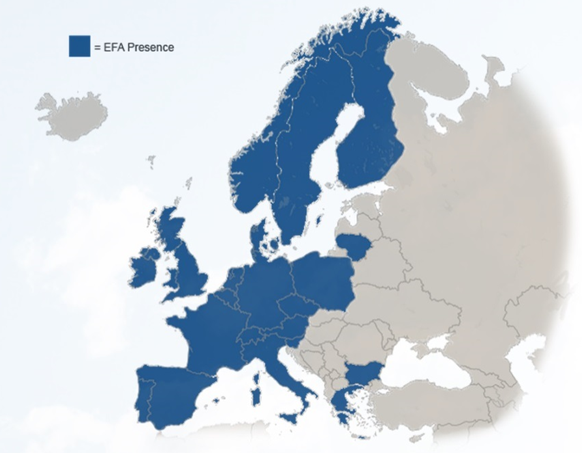 = EFA Presence